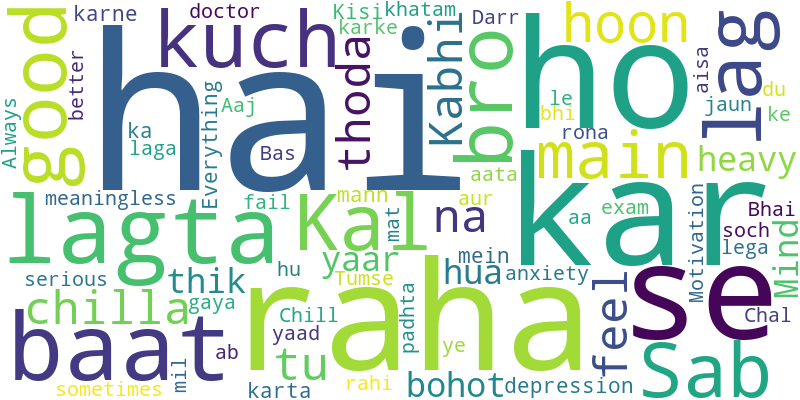 good
karne
kuch
doctor
Kisi
khatam
karke
Darr
hoon
lag
better
hai
thoda
Kabhi
bro
ho
aisa
du
Always
ka
laga
Everything
Aaj
Bas
le
bhi
rona
jaun
ke
main
heavy
aata
meaningless
fail
mann
aur
lagta
Kal
mat
na
aa
exam
kar
Motivation
Bhai
soch
lega
Mind
yaar
mein
serious
thik
hu
Tumse
hua
anxiety
feel
se
chilla
gaya
Chill
raha
padhta
Chal
baat
yaad
ab
tu
ye
Sab
sometimes
mil
karta
rahi
bohot
depression